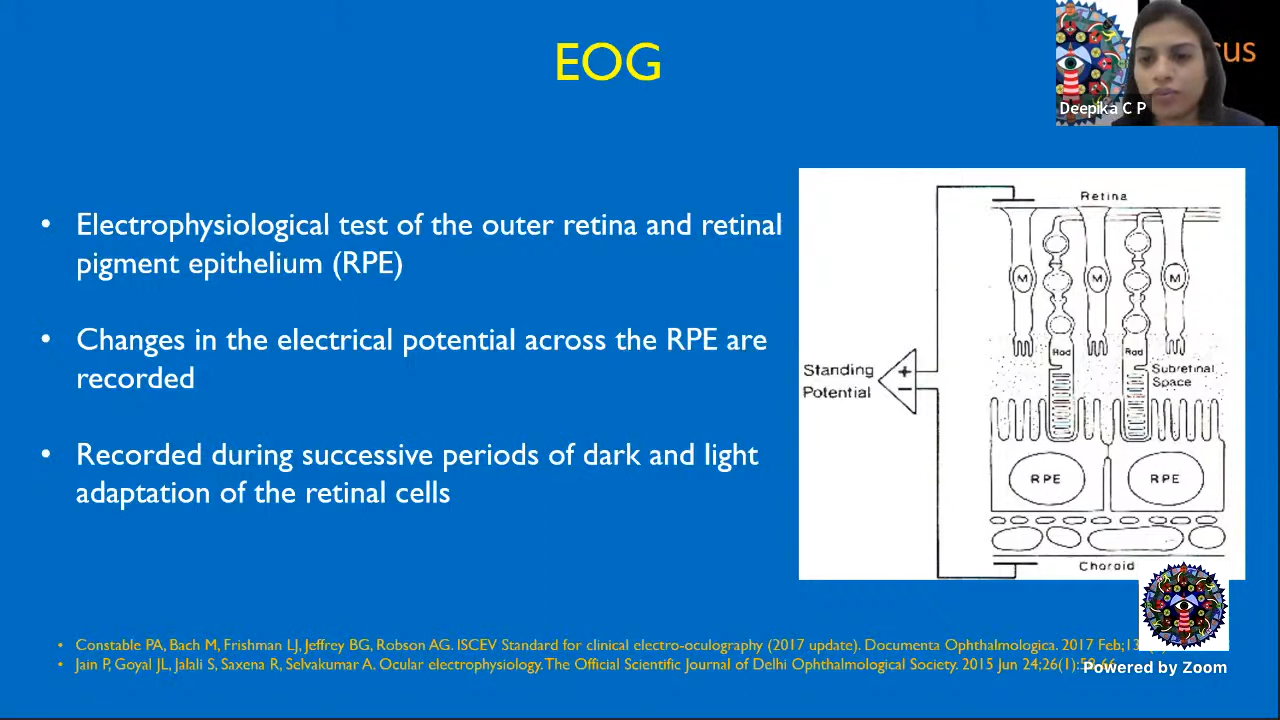 EOG
cus
Deepika C P
• Electrophysiological test of the outer retina and retinal
pigment epithelium (RPE)
• Changes in the electrical potential across the RPE are
recorded
• Recorded during successive periods of dark and light
adaptation of the retinal cells
Retina
M M M
Rod Rod
Subretinal
Space
Standing
Potential
+
−
RPE RPE
Choroid
• Constable PA, Bach M, Frishman LJ, Jeffrey BG, Robson AG. ISCEV Standard for clinical electro-oculography (2017 update). Documenta Ophthalmologica. 2017 Feb;
• Jain P, Goyal JL, Jalali S, Saxena R, Selvakumar A. Ocular electrophysiology. The Official Scientific Journal of Delhi Ophthalmological Society. 2015 Jun 24;26(1):
Powered by Zoom